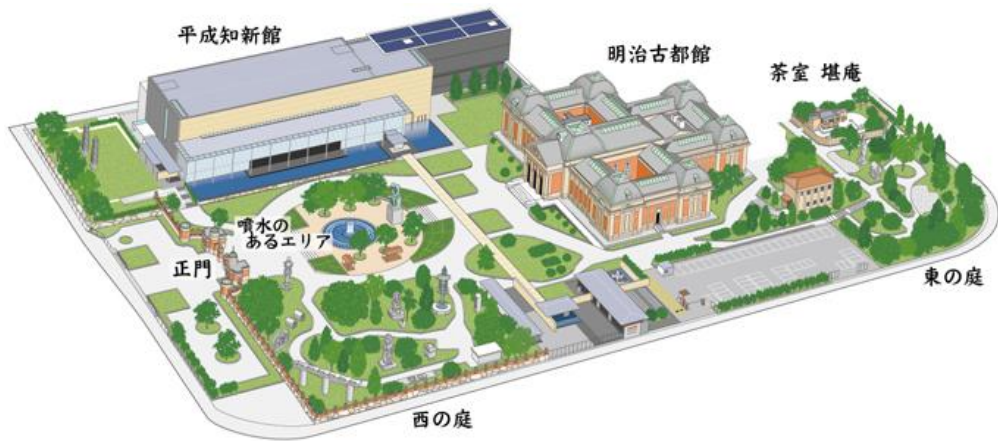 平成知新館
明治古都館
茶室 堪庵
噴水の
あるエリア
正門
東の庭
西の庭